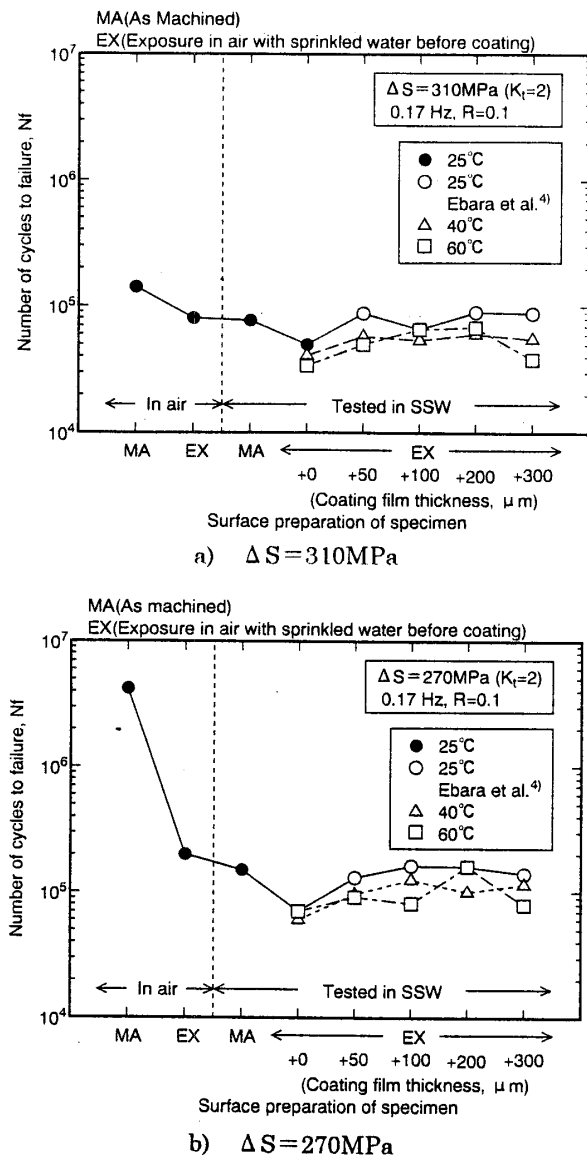 MA(As Machined)
EX(Exposure in air with sprinkled water before coating)
10⁷
10⁶
10⁵
10⁴
Number of cycles to failure, Nf
ΔS=310MPa (Kt=2)
0.17 Hz, R=0.1
● 25°C
○ 25°C
Ebara et al.⁴⁾
△ 40°C
□ 60°C
In air
Tested in SSW
MA EX MA EX
+0 +50 +100 +200 +300
(Coating film thickness, μm)
Surface preparation of specimen
a) ΔS=310MPa
MA(As machined)
EX(Exposure in air with sprinkled water before coating)
10⁷
10⁶
10⁵
10⁴
Number of cycles to failure, Nf
ΔS=270MPa (Kt=2)
0.17 Hz, R=0.1
● 25°C
○ 25°C
Ebara et al.⁴⁾
△ 40°C
□ 60°C
In air
Tested in SSW
MA EX MA EX
+0 +50 +100 +200 +300
(Coating film thickness, μm)
Surface preparation of specimen
b) ΔS=270MPa